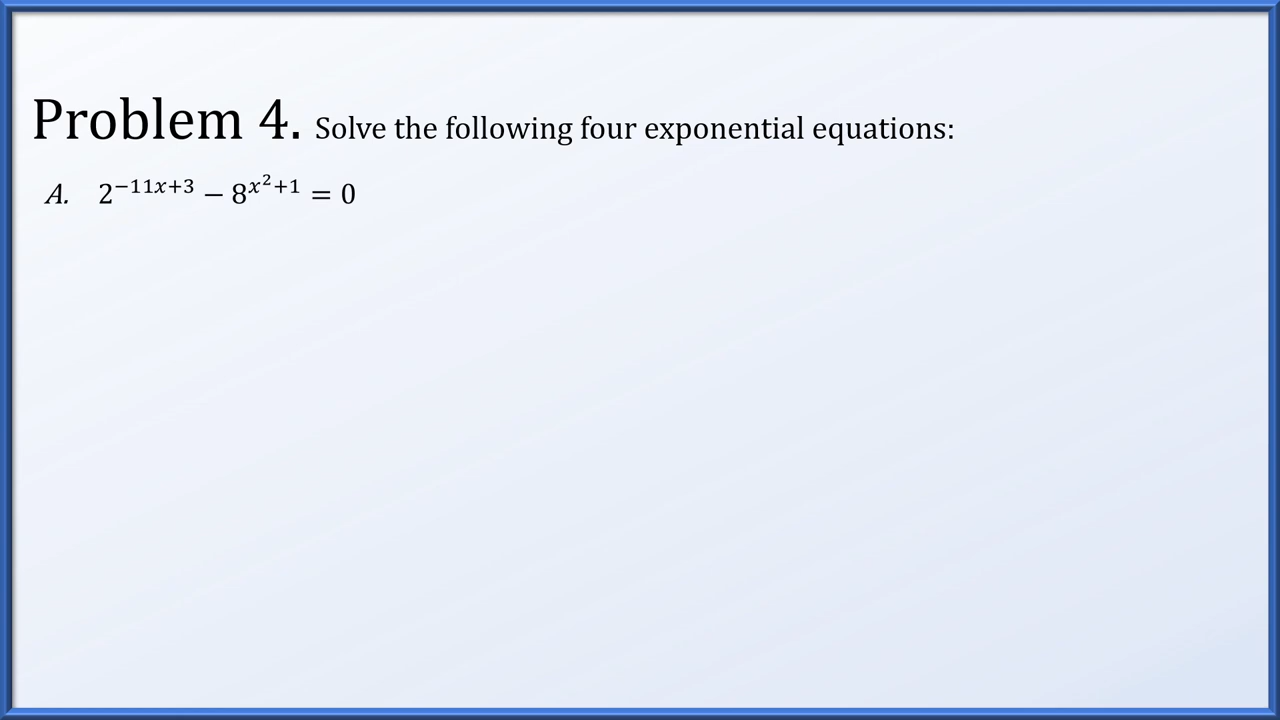 Problem 4. Solve the following four exponential equations:
A. $2^{-11x+3} - 8^{x^2+1} = 0$